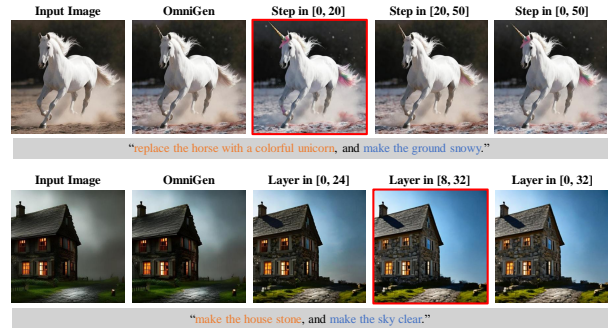 Input Image OmniGen Step in [0, 20] Step in [20, 50] Step in [0, 50]
“replace the horse with a colorful unicorn, and make the ground snowy.”
Input Image OmniGen Layer in [0, 24] Layer in [8, 32] Layer in [0, 32]
“make the house stone, and make the sky clear.”